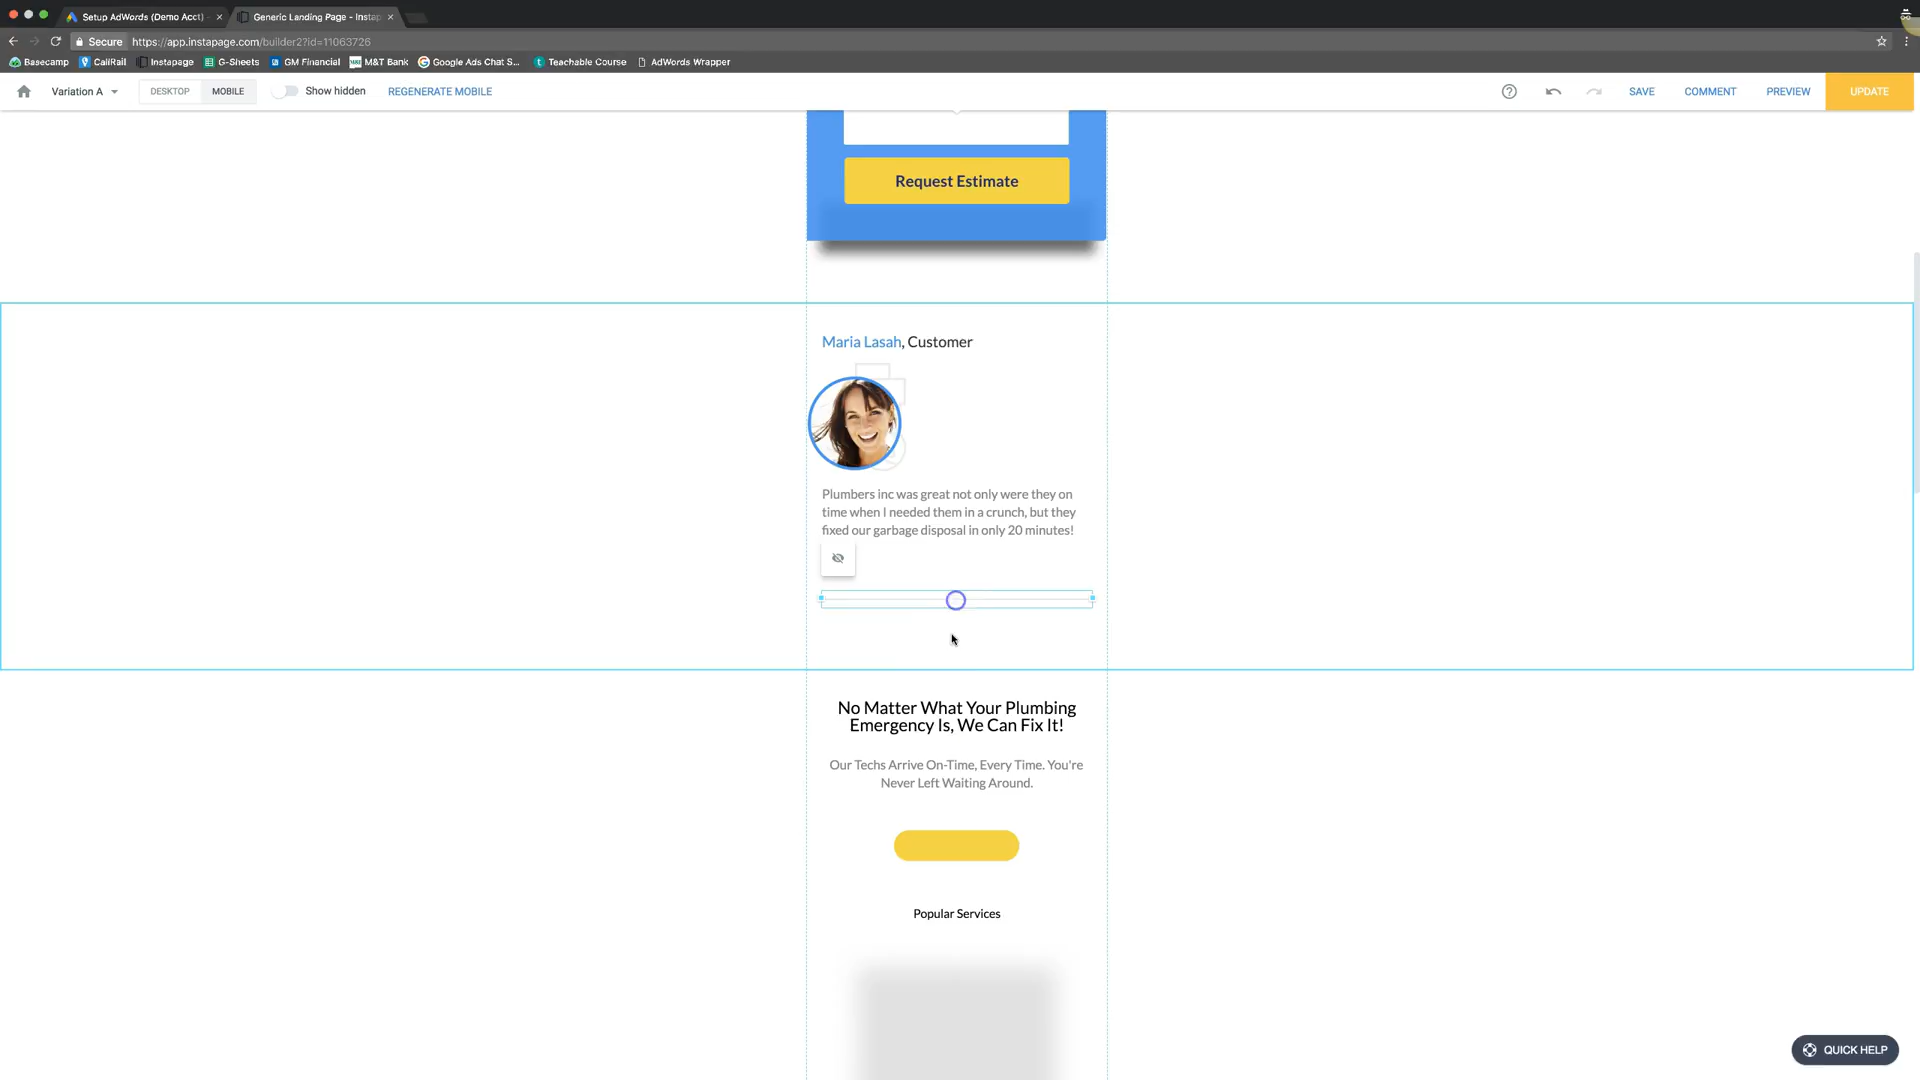 Setup AdWords (Demo Acct)
Generic Landing Page - Instap
Secure https://app.instapage.com/builder2?id=11063726
Basecamp CallRail Instapage G-Sheets GM Financial M&T Bank Google Ads Chat S... Teachable Course AdWords Wrapper
Variation A DESKTOP MOBILE Show hidden REGENERATE MOBILE SAVE COMMENT PREVIEW UPDATE
Request Estimate
Maria Lasah, Customer
Plumbers inc was great not only were they on
time when I needed them in a crunch, but they
fixed our garbage disposal in only 20 minutes!
No Matter What Your Plumbing
Emergency Is, We Can Fix It!
Our Techs Arrive On-Time, Every Time. You're
Never Left Waiting Around.
Popular Services
QUICK HELP